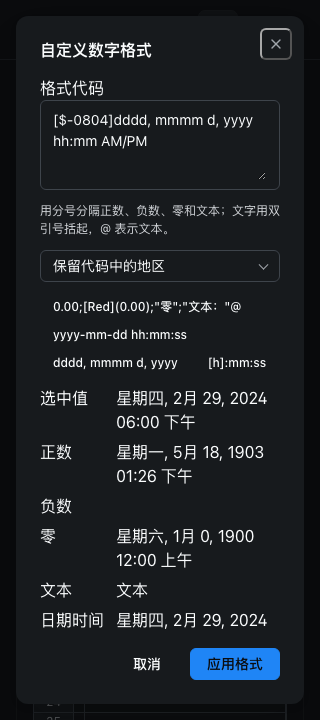 自定义数字格式
格式代码
[$-0804]dddd, mmmm d, yyyy
hh:mm AM/PM
用分号分隔正数、负数、零和文本；文字用双
引号括起，@ 表示文本。
保留代码中的地区
0.00;[Red](0.00);"零";"文本："@
yyyy-mm-dd hh:mm:ss
dddd, mmmm d, yyyy [h]:mm:ss
选中值 星期四, 2月 29, 2024
06:00 下午
正数 星期一, 5月 18, 1903
01:26 下午
负数
零 星期六, 1月 0, 1900
12:00 上午
文本 文本
日期时间 星期四, 2月 29, 2024
取消 应用格式